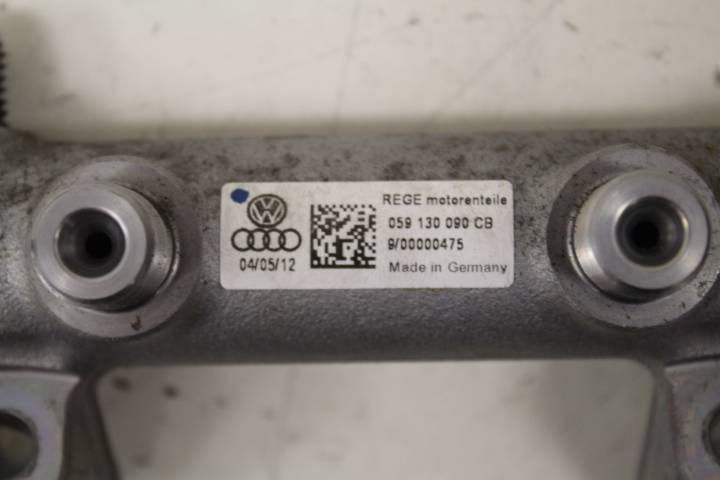 REGE motorenteile
059 130 090 CB
9/00000475
04/05/12
Made in Germany